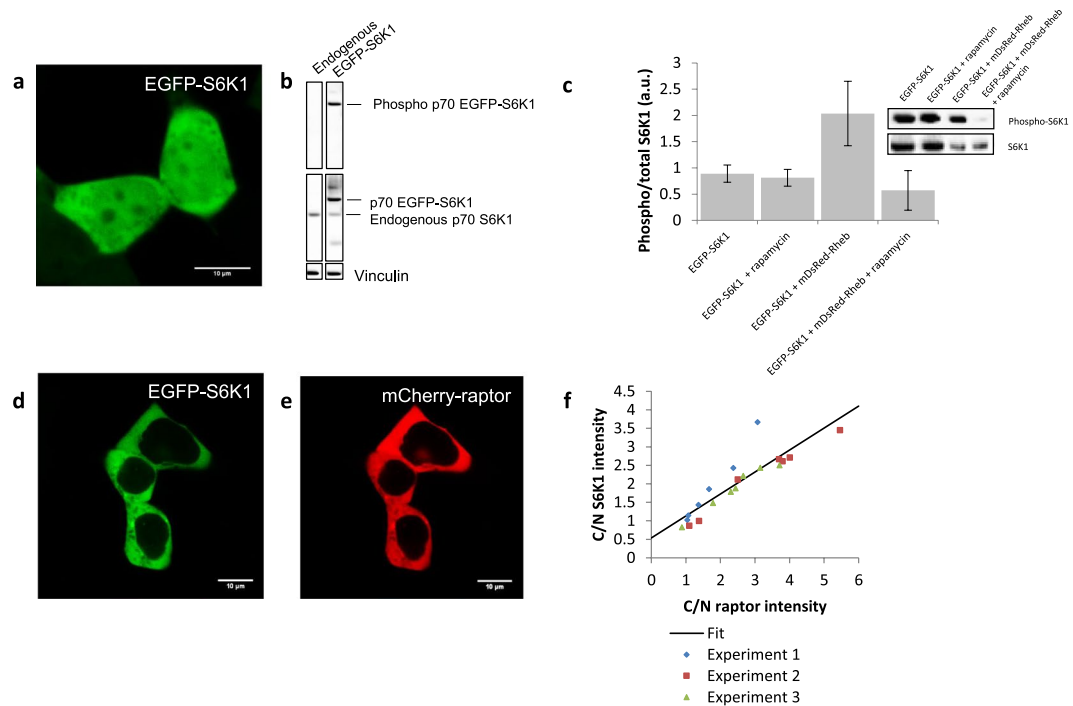 a
EGFP-S6K1
10 µm
b
Endogenous
EGFP-S6K1
Phospho p70 EGFP-S6K1
p70 EGFP-S6K1
Endogenous p70 S6K1
Vinculin
c
Phospho/total S6K1 (a.u.)
3
2.5
2
1.5
1
0.5
0
EGFP-S6K1
EGFP-S6K1 + rapamycin
EGFP-S6K1 + mDsRed-Rheb
EGFP-S6K1 + mDsRed-Rheb + rapamycin
EGFP-S6K1
EGFP-S6K1 + rapamycin
EGFP-S6K1 + mDsRed-Rheb
EGFP-S6K1 + mDsRed-Rheb
+ rapamycin
Phospho-S6K1
S6K1
d
EGFP-S6K1
10 µm
e
mCherry-raptor
10 µm
f
C/N S6K1 intensity
4.5
4
3.5
3
2.5
2
1.5
1
0.5
0
0 1 2 3 4 5 6
C/N raptor intensity
Fit
Experiment 1
Experiment 2
Experiment 3